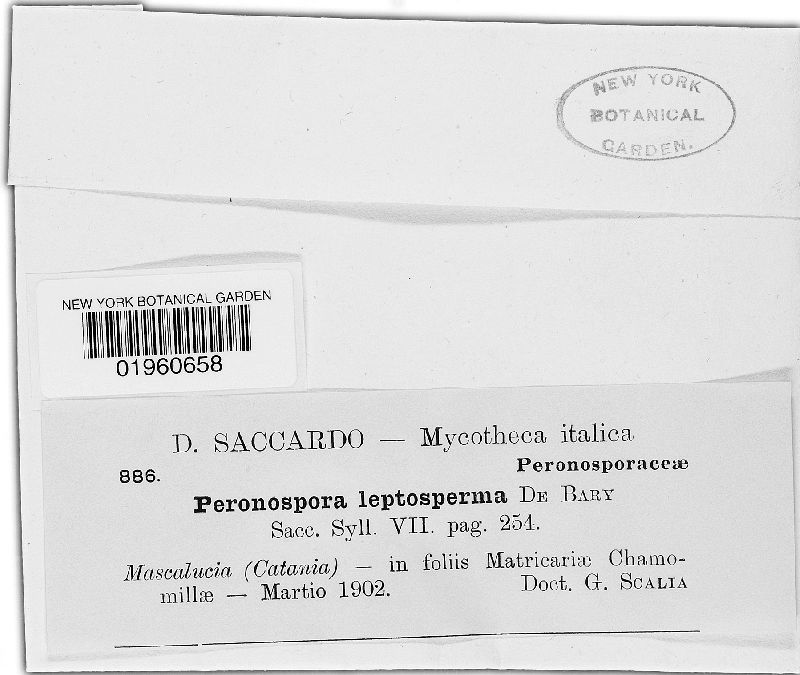 NEW YORK
BOTANICAL
GARDEN.
NEW YORK BOTANICAL GARDEN
01960658
D. SACCARDO — Mycotheca italica
886.
Peronosporaceæ
Peronospora leptosperma DE BARY
Sacc. Syll. VII. pag. 254.
Mascalucia (Catania) — in foliis Matricariæ Chamo-
millæ — Martio 1902. Doct. G. SCALIA